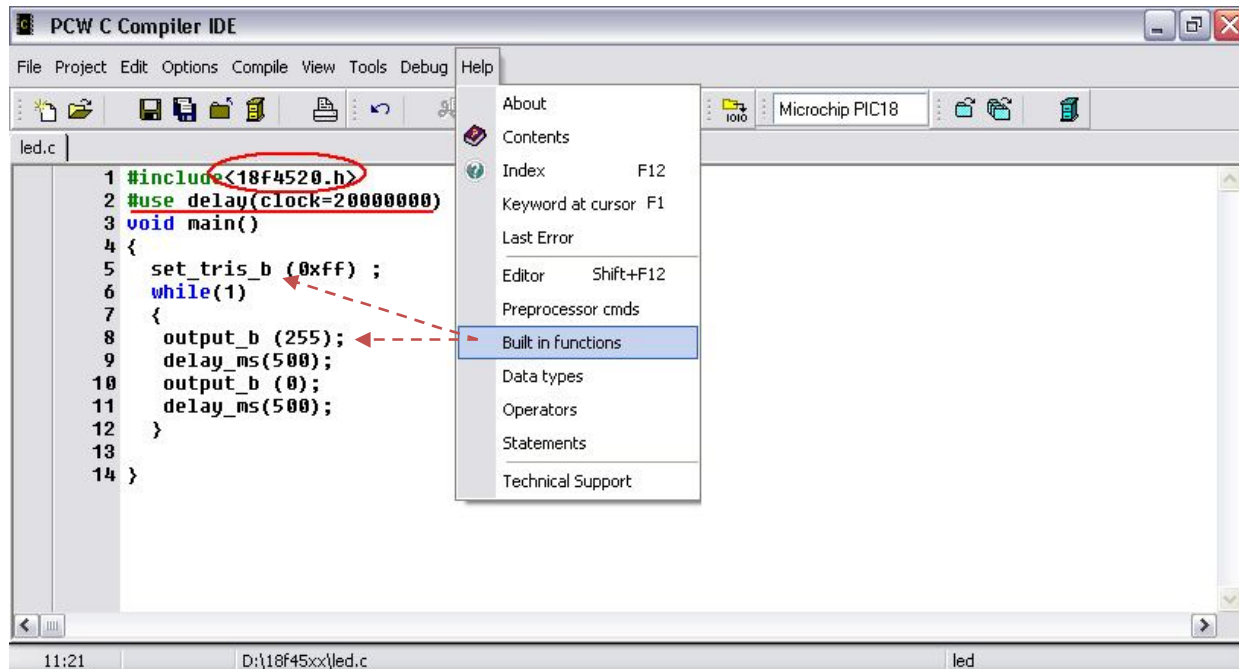 PCW C Compiler IDE
File Project Edit Options Compile View Tools Debug Help
Microchip PIC18
led.c
About
Contents
Index F12
Keyword at cursor F1
Last Error
Editor Shift+F12
Preprocessor cmds
Built in functions
Data types
Operators
Statements
Technical Support
1 #include<18f4520.h>
2 #use delay(clock=20000000)
3 void main()
4 {
5 set_tris_b (0xff) ;
6 while(1)
7 {
8 output_b (255);
9 delay_ms(500);
10 output_b (0);
11 delay_ms(500);
12 }
13
14 }
11:21 D:\18f45xx\led.c led